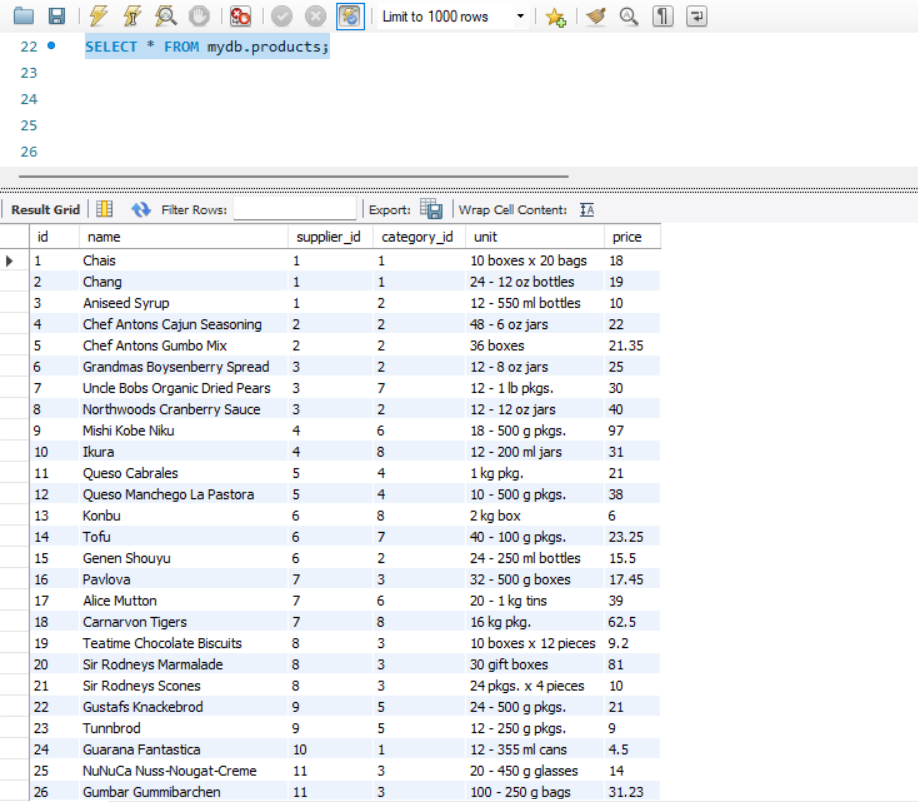 Limit to 1000 rows
22 SELECT * FROM mydb.products;
23
24
25
26
Result Grid Filter Rows: Export: Wrap Cell Content: IA
id name supplier_id category_id unit price
1 Chais 1 1 10 boxes x 20 bags 18
2 Chang 1 1 24 - 12 oz bottles 19
3 Aniseed Syrup 1 2 12 - 550 ml bottles 10
4 Chef Antons Cajun Seasoning 2 2 48 - 6 oz jars 22
5 Chef Antons Gumbo Mix 2 2 36 boxes 21.35
6 Grandmas Boysenberry Spread 3 2 12 - 8 oz jars 25
7 Uncle Bobs Organic Dried Pears 3 7 12 - 1 lb pkgs. 30
8 Northwoods Cranberry Sauce 3 2 12 - 12 oz jars 40
9 Mishi Kobe Niku 4 6 18 - 500 g pkgs. 97
10 Ikura 4 8 12 - 200 ml jars 31
11 Queso Cabrales 5 4 1 kg pkg. 21
12 Queso Manchego La Pastora 5 4 10 - 500 g pkgs. 38
13 Konbu 6 8 2 kg box 6
14 Tofu 6 7 40 - 100 g pkgs. 23.25
15 Genen Shouyu 6 2 24 - 250 ml bottles 15.5
16 Pavlova 7 3 32 - 500 g boxes 17.45
17 Alice Mutton 7 6 20 - 1 kg tins 39
18 Carnarvon Tigers 7 8 16 kg pkg. 62.5
19 Teatime Chocolate Biscuits 8 3 10 boxes x 12 pieces 9.2
20 Sir Rodneys Marmalade 8 3 30 gift boxes 81
21 Sir Rodneys Scones 8 3 24 pkgs. x 4 pieces 10
22 Gustafs Knackebrod 9 5 24 - 500 g pkgs. 21
23 Tunnbrod 9 5 12 - 250 g pkgs. 9
24 Guarana Fantastica 10 1 12 - 355 ml cans 4.5
25 NuNuCa Nuss-Nougat-Creme 11 3 20 - 450 g glasses 14
26 Gumbar Gummibarchen 11 3 100 - 250 g bags 31.23